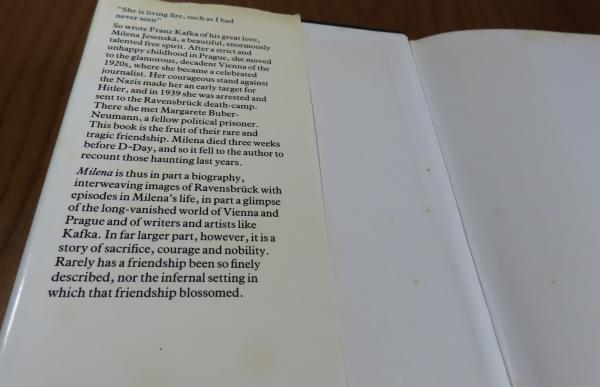 "She is living fire, such as I had
never seen"
So wrote Franz Kafka of his great love,
Milena Jesenská, a beautiful, enormously
talented free spirit. After a strict and
unhappy childhood in Prague, she moved
to the glamorous, decadent Vienna of the
1920s, where she became a celebrated
journalist. Her courageous stand against
the Nazis made her an early target for
Hitler, and in 1939 she was arrested and
sent to the Ravensbrück death-camp.
There she met Margarete Buber-
Neumann, a fellow political prisoner.
This book is the fruit of their rare and
tragic friendship. Milena died three weeks
before D-Day, and so it fell to the author to
recount those haunting last years.
Milena is thus in part a biography,
interweaving images of Ravensbrück with
episodes in Milena's life, in part a glimpse
of the long-vanished world of Vienna and
Prague and of writers and artists like
Kafka. In far larger part, however, it is a
story of sacrifice, courage and nobility.
Rarely has a friendship been so finely
described, nor the infernal setting in
which that friendship blossomed.